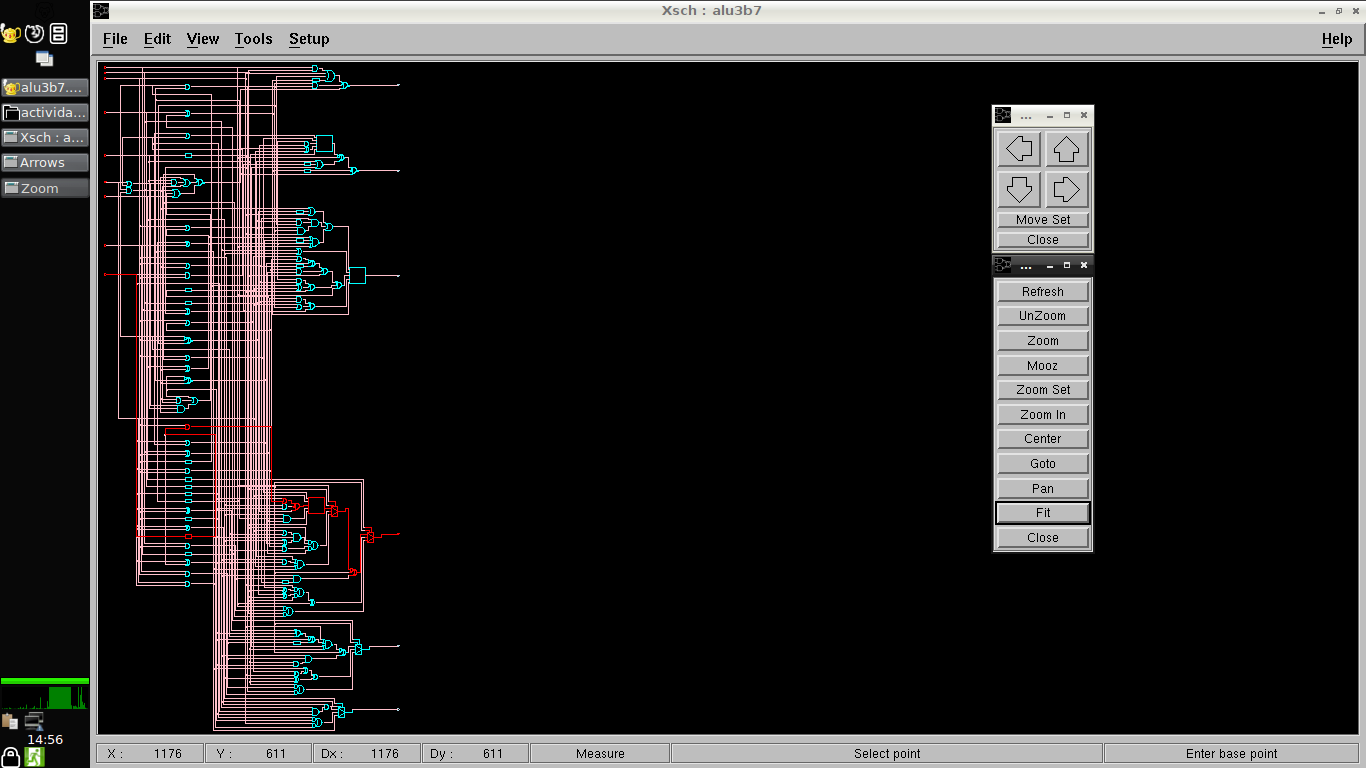 Xsch : alu3b7
File Edit View Tools Setup Help
alu3b7....
activida...
Xsch : a...
Arrows
Zoom
14:56
...
Move Set
Close
...
Refresh
UnZoom
Zoom
Mooz
Zoom Set
Zoom In
Center
Goto
Pan
Fit
Close
X : 1176 Y : 611 Dx : 1176 Dy : 611 Measure Select point Enter base point